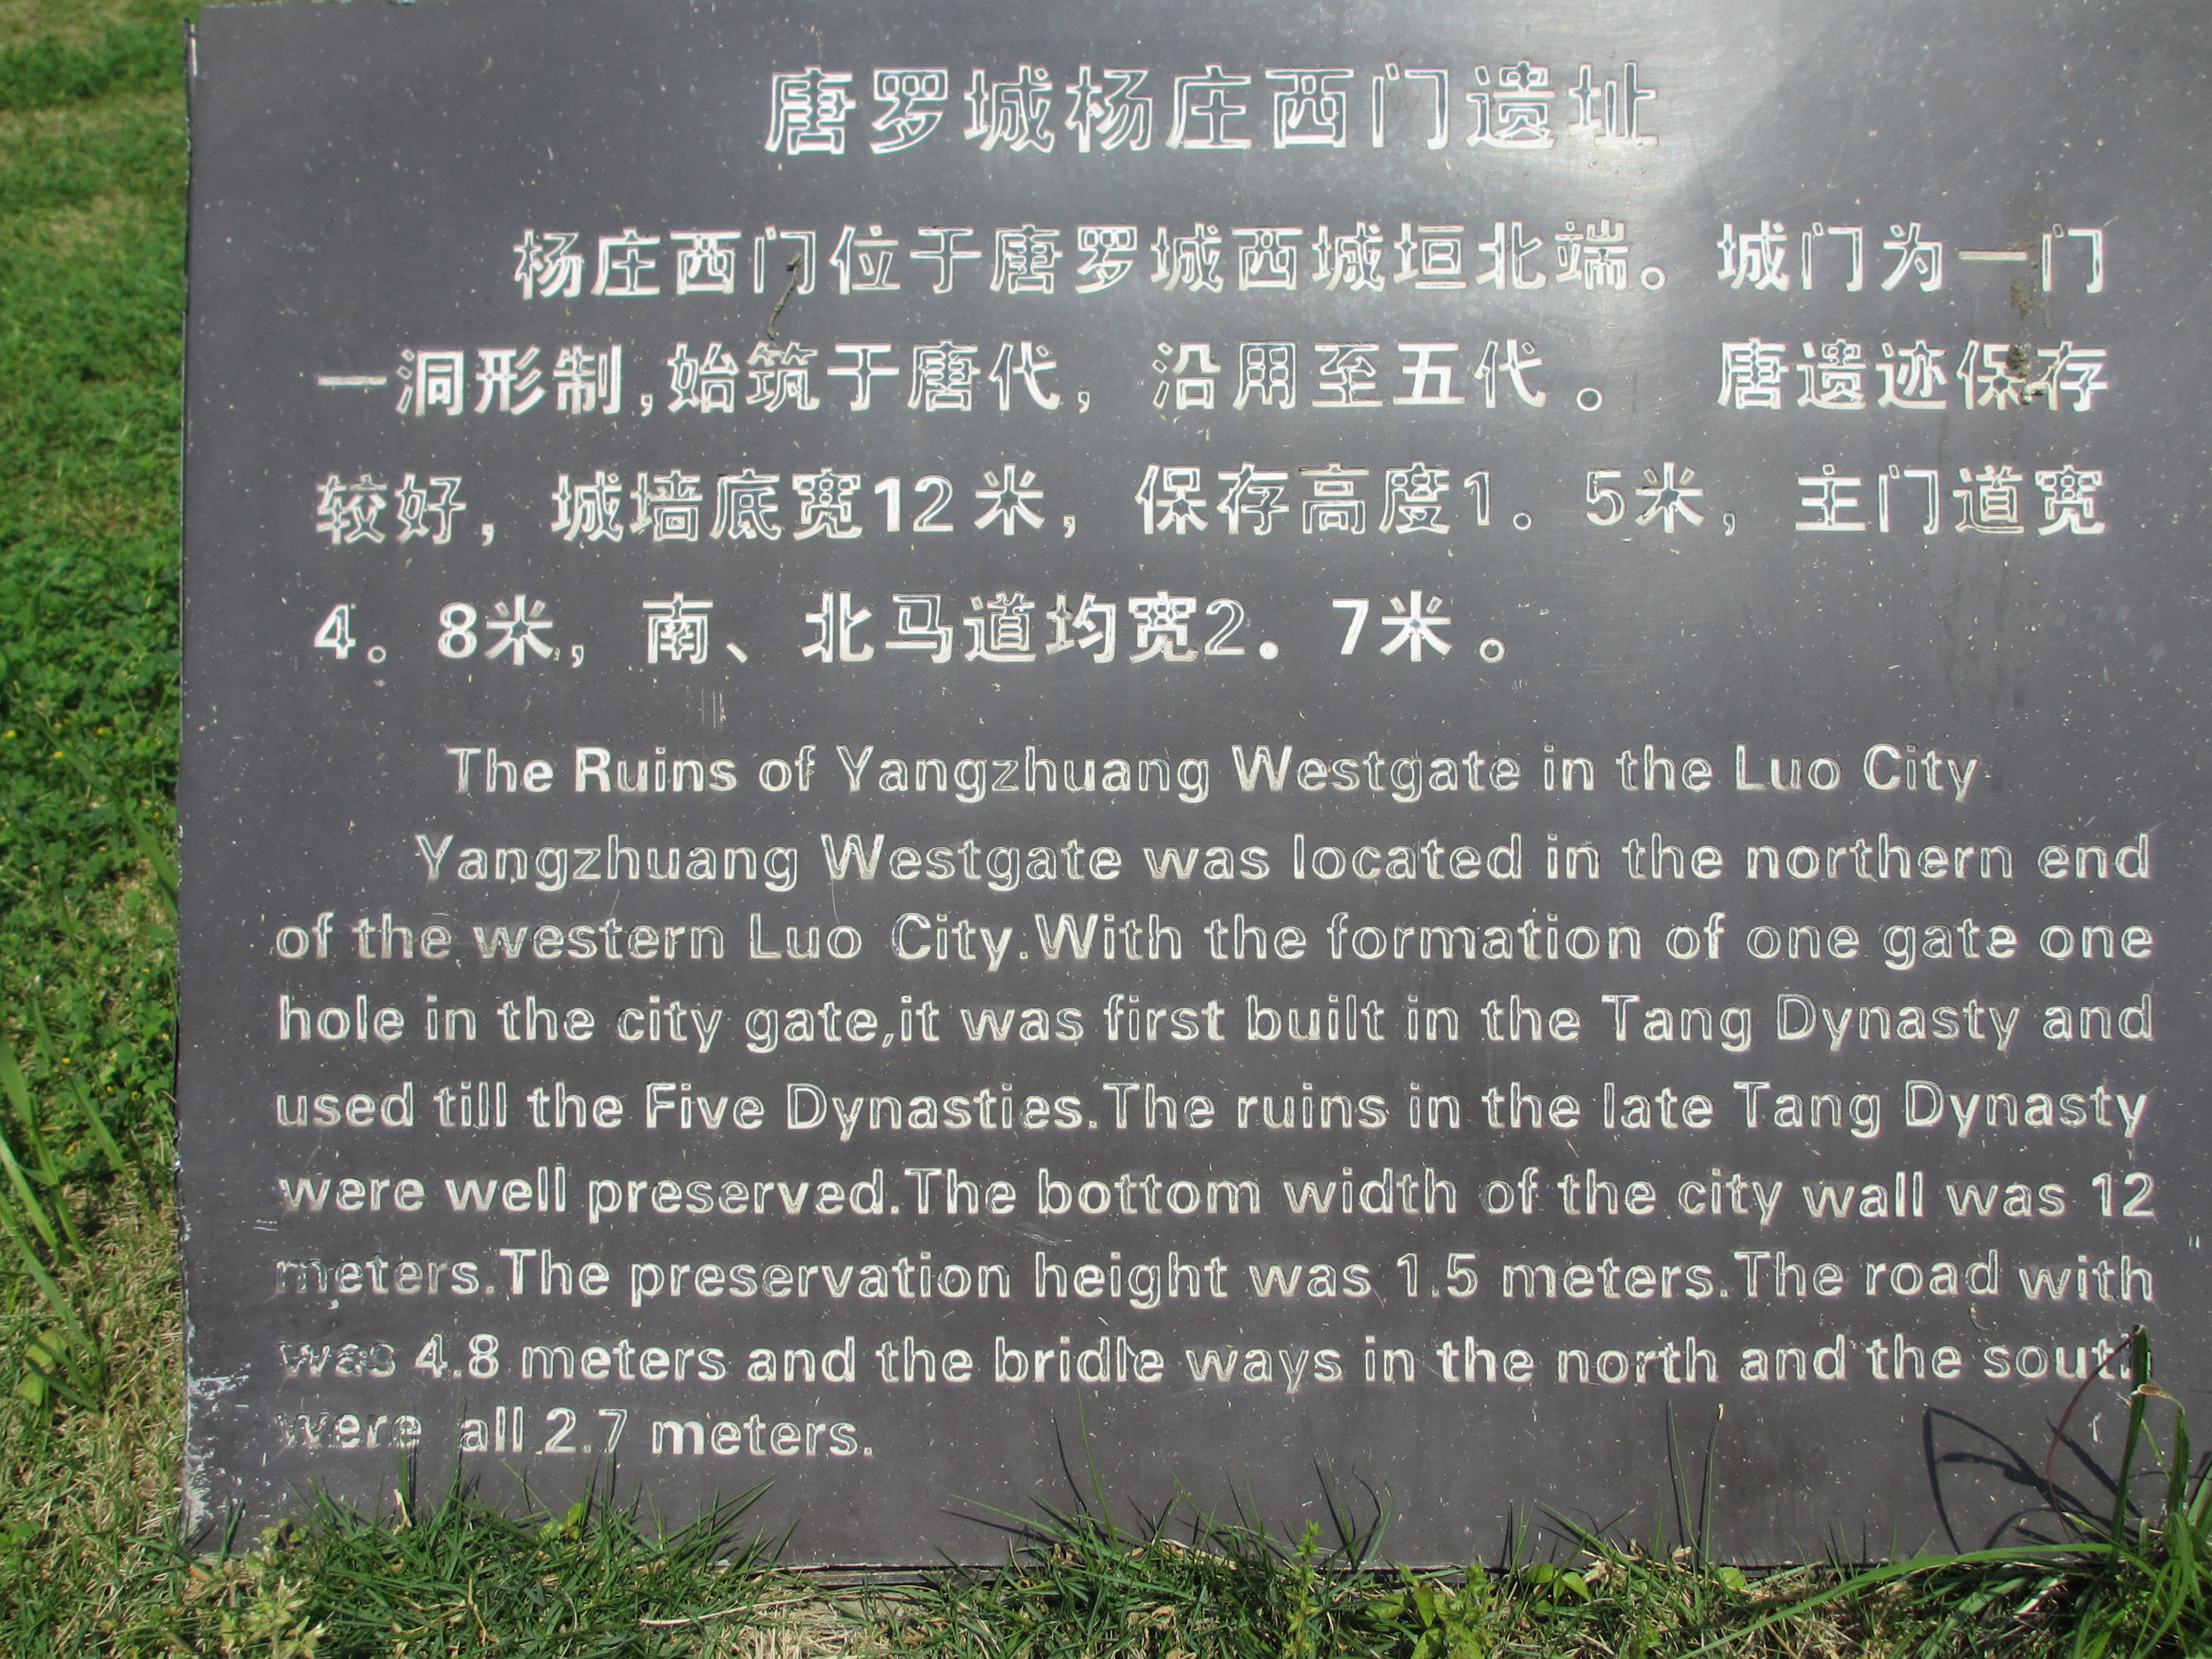 唐罗城杨庄西门遗址
杨庄西门位于唐罗城西城垣北端。城门为一门
一洞形制,始筑于唐代，沿用至五代。 唐遗迹保存
较好，城墙底宽12米，保存高度1。5米，主门道宽
4。8米，南、北马道均宽2。7米。
The Ruins of Yangzhuang Westgate in the Luo City
Yangzhuang Westgate was located in the northern end
of the western Luo City.With the formation of one gate one
hole in the city gate,it was first built in the Tang Dynasty and
used till the Five Dynasties.The ruins in the late Tang Dynasty
were well preserved.The bottom width of the city wall was 12
meters.The preservation height was 1.5 meters.The road with
was 4.8 meters and the bridle ways in the north and the south
were all 2.7 meters.